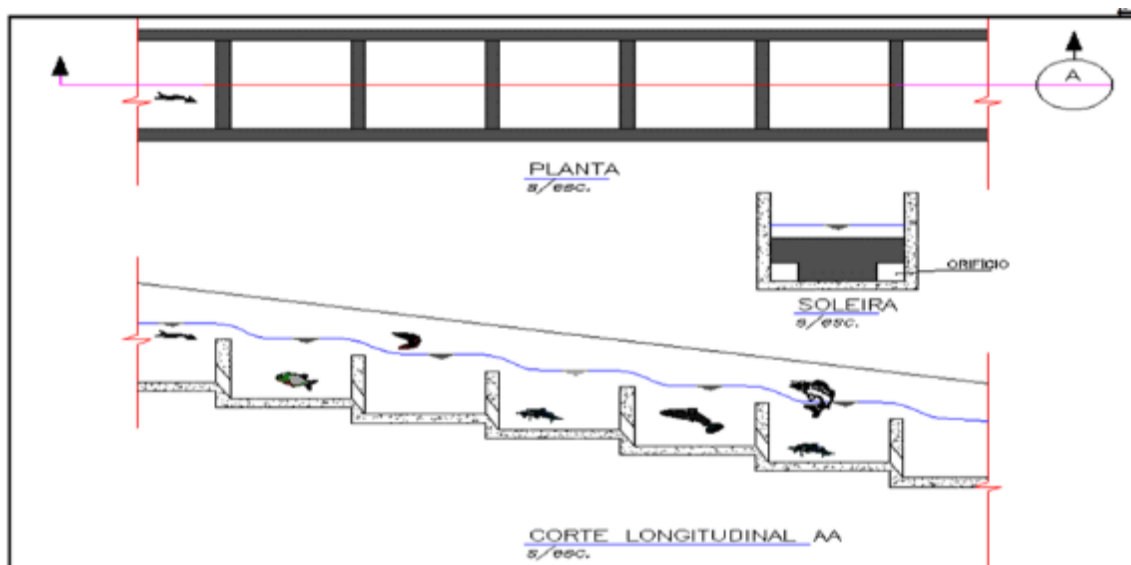 A
PLANTA
s/esc.
ORIFÍCIO
SOLEIRA
s/esc.
CORTE LONGITUDINAL AA
s/esc.